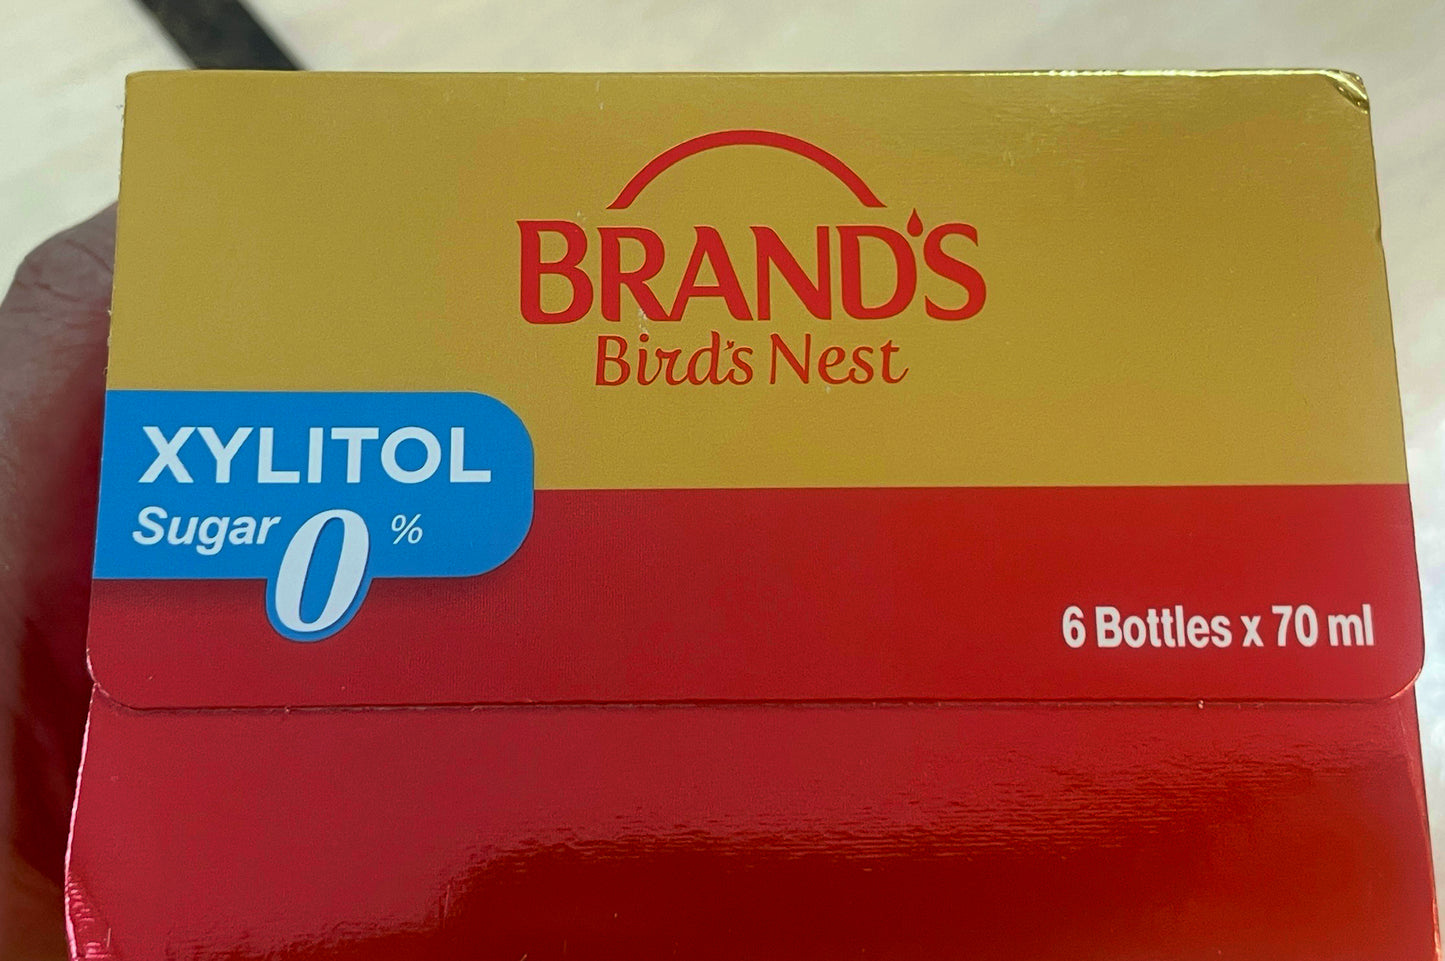 BRAND'S
Bird's Nest
XYLITOL
Sugar 0 %
6 Bottles x 70 ml